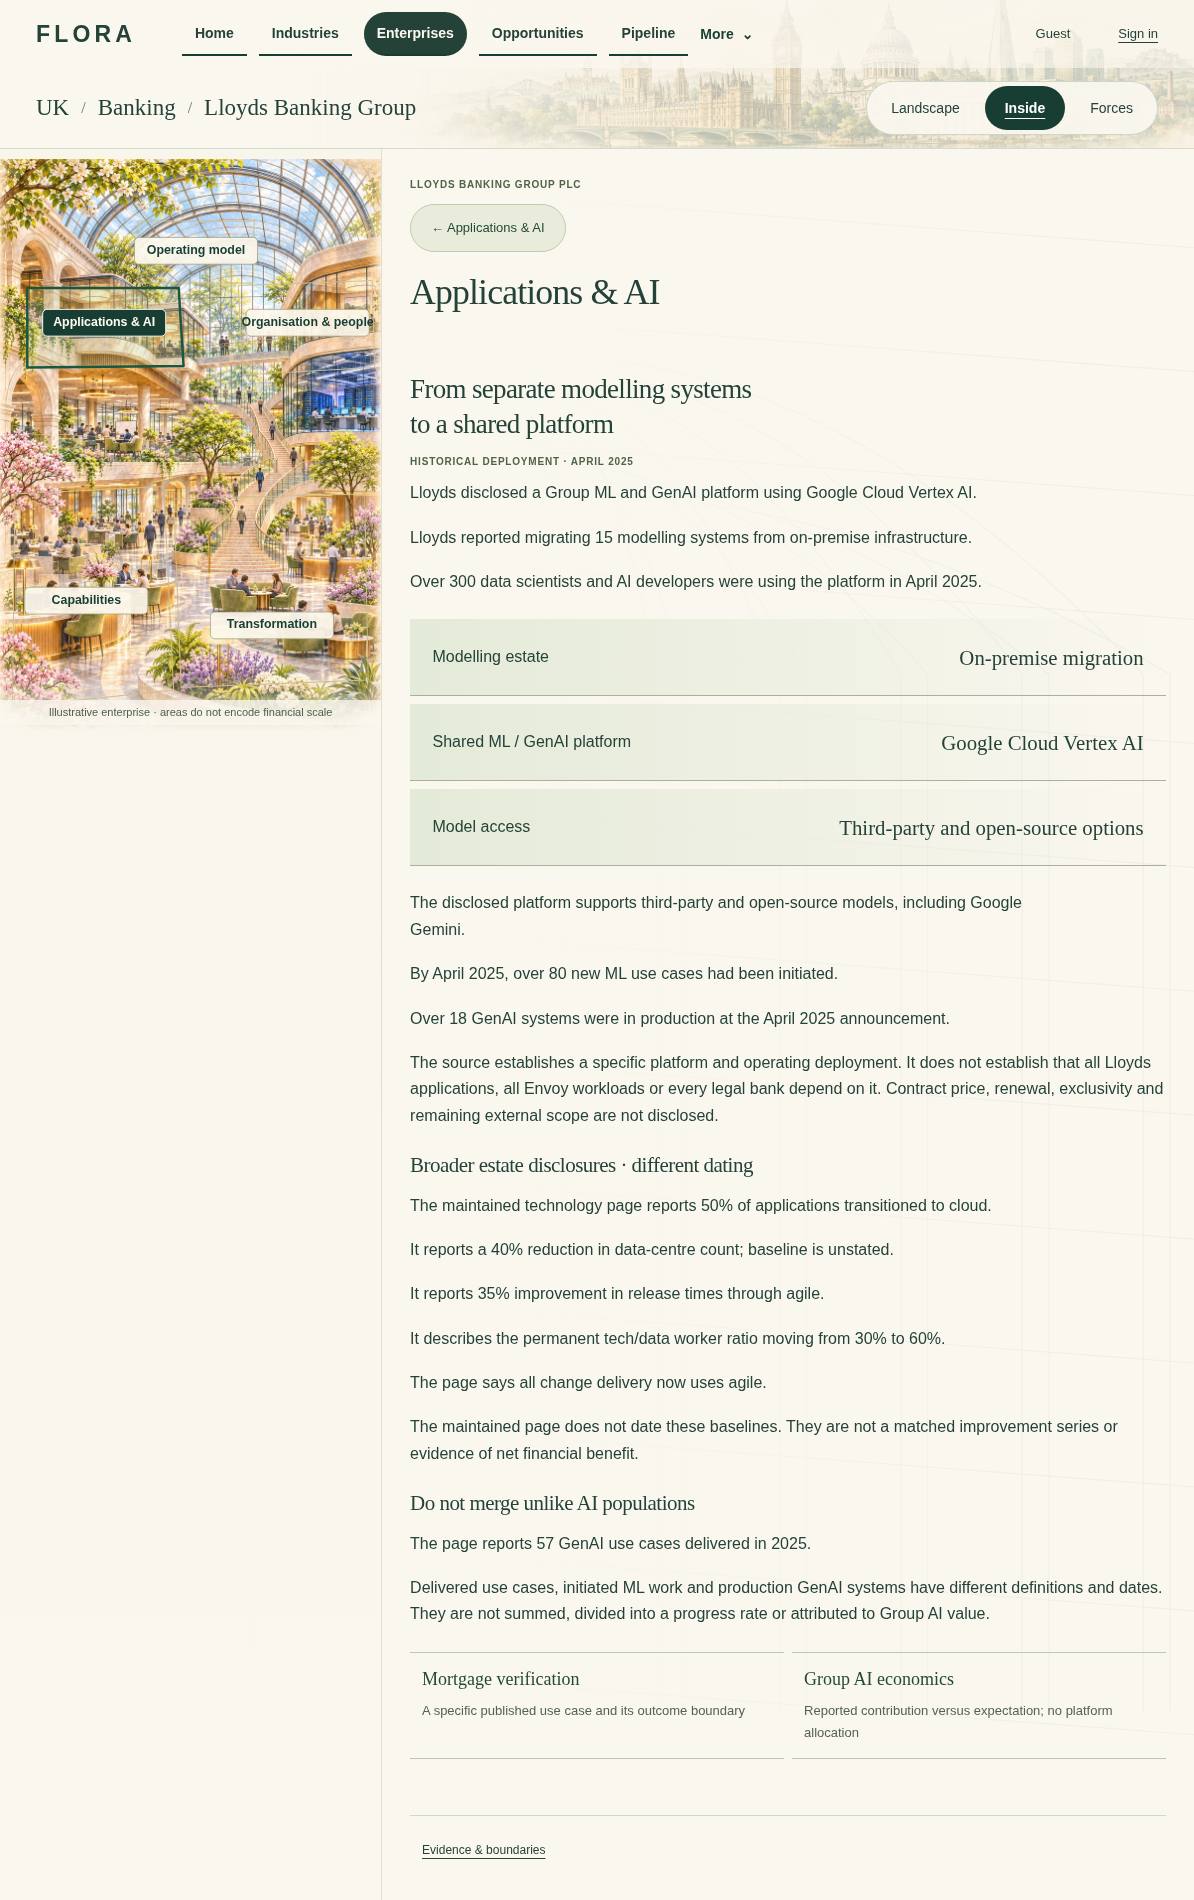 FLORA
Home
Industries
Enterprises
Opportunities
Pipeline
More
Guest
Sign in
UK / Banking / Lloyds Banking Group
Landscape
Inside
Forces
Operating model
Applications & AI
Organisation & people
Capabilities
Transformation
Illustrative enterprise · areas do not encode financial scale
LLOYDS BANKING GROUP PLC
← Applications & AI
Applications & AI
From separate modelling systems
to a shared platform
HISTORICAL DEPLOYMENT · APRIL 2025
Lloyds disclosed a Group ML and GenAI platform using Google Cloud Vertex AI.
Lloyds reported migrating 15 modelling systems from on-premise infrastructure.
Over 300 data scientists and AI developers were using the platform in April 2025.
Modelling estate
On-premise migration
Shared ML / GenAI platform
Google Cloud Vertex AI
Model access
Third-party and open-source options
The disclosed platform supports third-party and open-source models, including Google
Gemini.
By April 2025, over 80 new ML use cases had been initiated.
Over 18 GenAI systems were in production at the April 2025 announcement.
The source establishes a specific platform and operating deployment. It does not establish that all Lloyds
applications, all Envoy workloads or every legal bank depend on it. Contract price, renewal, exclusivity and
remaining external scope are not disclosed.
Broader estate disclosures · different dating
The maintained technology page reports 50% of applications transitioned to cloud.
It reports a 40% reduction in data-centre count; baseline is unstated.
It reports 35% improvement in release times through agile.
It describes the permanent tech/data worker ratio moving from 30% to 60%.
The page says all change delivery now uses agile.
The maintained page does not date these baselines. They are not a matched improvement series or
evidence of net financial benefit.
Do not merge unlike AI populations
The page reports 57 GenAI use cases delivered in 2025.
Delivered use cases, initiated ML work and production GenAI systems have different definitions and dates.
They are not summed, divided into a progress rate or attributed to Group AI value.
Mortgage verification
A specific published use case and its outcome boundary
Group AI economics
Reported contribution versus expectation; no platform
allocation
Evidence & boundaries